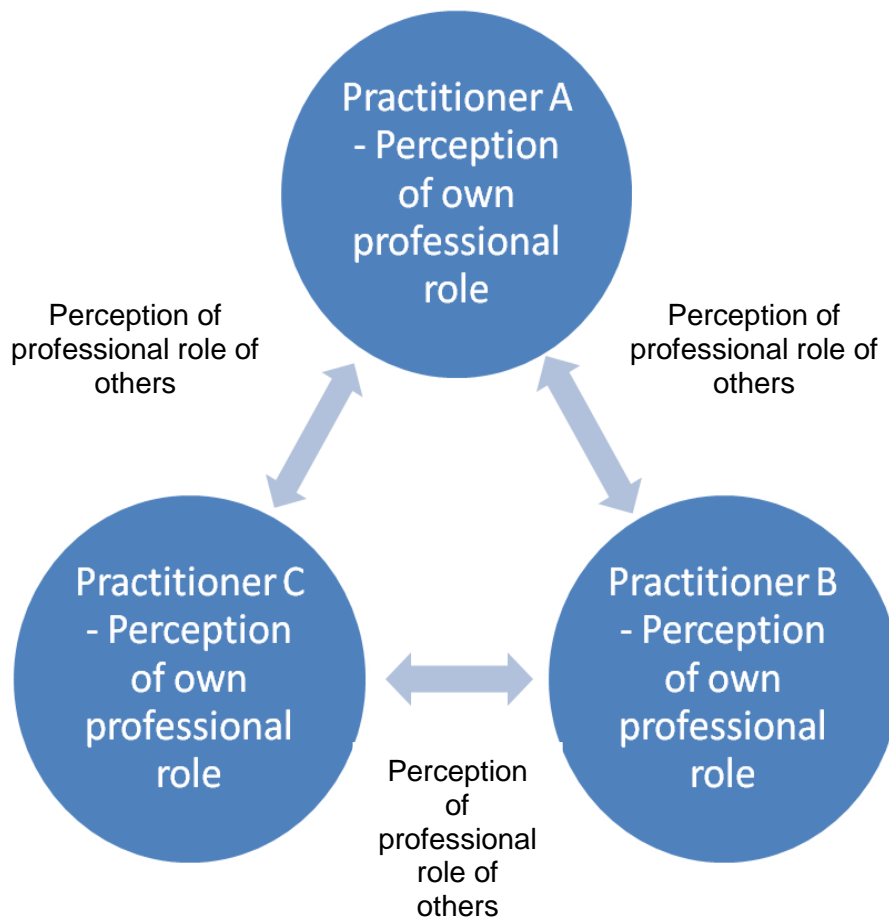 Practitioner A
- Perception
of own
professional
role
Perception of
professional role of
others
Perception of
professional role of
others
Practitioner C
- Perception
of own
professional
role
Practitioner B
- Perception
of own
professional
role
Perception
of
professional
role of
others